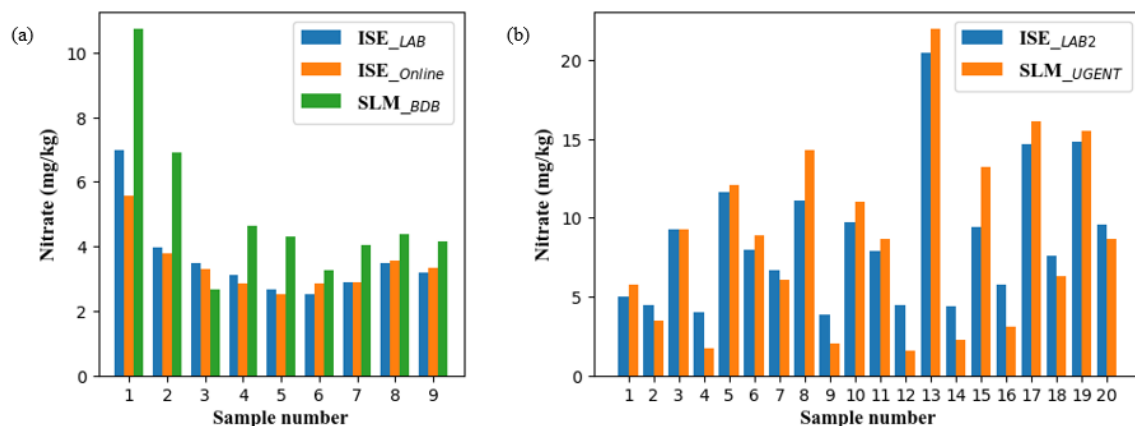 (a)
Nitrate (mg/kg)
10
8
6
4
2
0
ISE_LAB
ISE_Online
SLM_BDB
1 2 3 4 5 6 7 8 9
Sample number
(b)
Nitrate (mg/kg)
20
15
10
5
0
ISE_LAB2
SLM_UGENT
1 2 3 4 5 6 7 8 9 10 11 12 13 14 15 16 17 18 19 20
Sample number